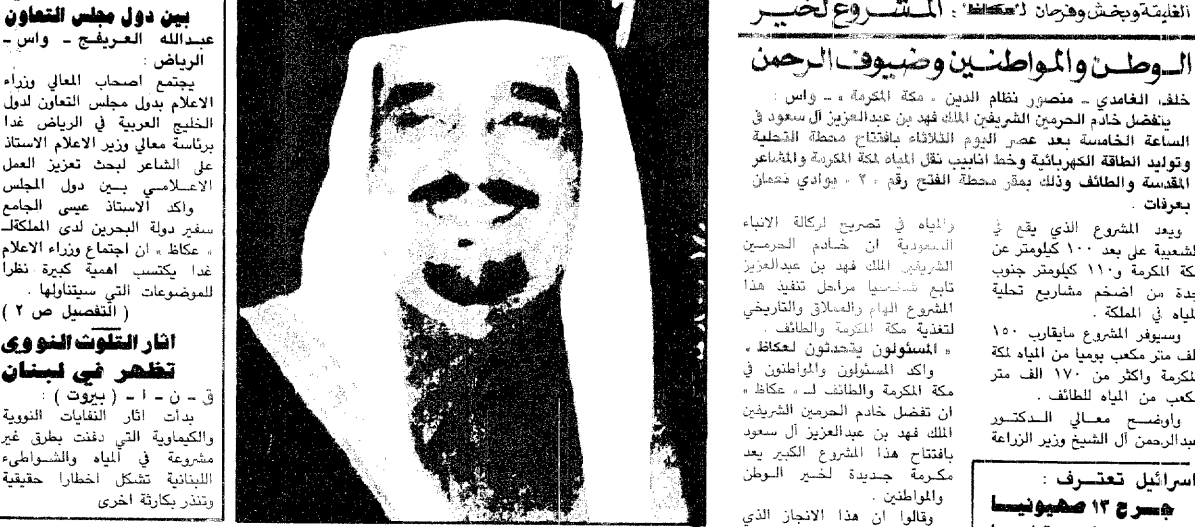 الغليقة وبخش وفرحان لـ «عكاظ» : المشروع لخير
الوطن والمواطنين وضيوف الرحمن
خلف الغامدي - منصور نظام الدين « مكة المكرمة » - واس :
يتفضل خادم الحرمين الشريفين الملك فهد بن عبدالعزيز آل سعود في
الساعة الخامسة بعد عصر اليوم الثلاثاء بافتتاح محطة التحلية
وتوليد الطاقة الكهربائية وخط انابيب نقل المياه لمكة المكرمة والمشاعر
المقدسة والطائف وذلك بمقر محطة الفتح رقم « ٢ » بوادي نعمان
بعرفات .
ويعد المشروع الذي يقع في
الشعيبة على بعد ١٠٠ كيلومتر عن
مكة المكرمة و١١٠ كيلومتر جنوب
جدة من اضخم مشاريع تحلية
المياه في المملكة .
وسيوفر المشروع مايقارب ١٥٠
الف متر مكعب يوميا من المياه لمكة
المكرمة واكثر من ١٧٠ الف متر
مكعب من المياه للطائف .
واوضح معالي الدكتور
عبدالرحمن آل الشيخ وزير الزراعة
والمياه في تصريح لوكالة الانباء
السعودية ان خادم الحرمين
الشريفين الملك فهد بن عبدالعزيز
تابع شخصيا مراحل تنفيذ هذا
المشروع الهام والعملاق والتاريخي
لتغذية مكة المكرمة والطائف .
« المسئولون يتحدثون لعكاظ »
واكد المسئولون والمواطنون في
مكة المكرمة والطائف لـ « عكاظ »
ان تفضل خادم الحرمين الشريفين
الملك فهد بن عبدالعزيز آل سعود
بافتتاح هذا المشروع الكبير يعد
مكرمة جديدة لخير الوطن
والمواطنين .
وقالوا ان هذا الانجاز الذي
اسرائيل تعترف :
جرح ١٣ صهيونيا
بين دول مجلس التعاون
عبدالله العريفج - واس -
الرياض :
يجتمع اصحاب المعالي وزراء
الاعلام بدول مجلس التعاون لدول
الخليج العربية في الرياض غدا
برئاسة معالي وزير الاعلام الاستاذ
علي الشاعر لبحث تعزيز العمل
الاعلامي بين دول المجلس
واكد الاستاذ عيسى الجامع
سفير دولة البحرين لدى المملكة لـ
« عكاظ » ان اجتماع وزراء الاعلام
غدا يكتسب اهمية كبيرة نظرا
للموضوعات التي سيتناولها .
( التفصيل ص ٢ )
اثار التلوث النووي
تظهر في لبنان
ق - ن - ا - ( بيروت ) :
بدأت اثار النفايات النووية
والكيماوية التي دفنت بطرق غير
مشروعة في المياه والشواطىء
اللبنانية تشكل اخطارا حقيقية
وتنذر بكارثة اخرى